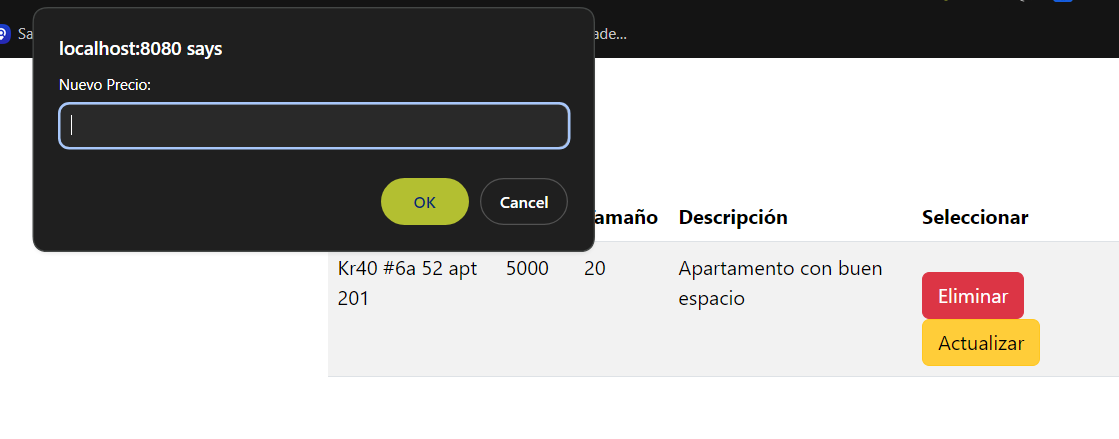 Sa
ade...
localhost:8080 says
Nuevo Precio:
OK
Cancel
amaño
Descripción
Seleccionar
Kr40 #6a 52 apt
201
5000
20
Apartamento con buen
espacio
Eliminar
Actualizar